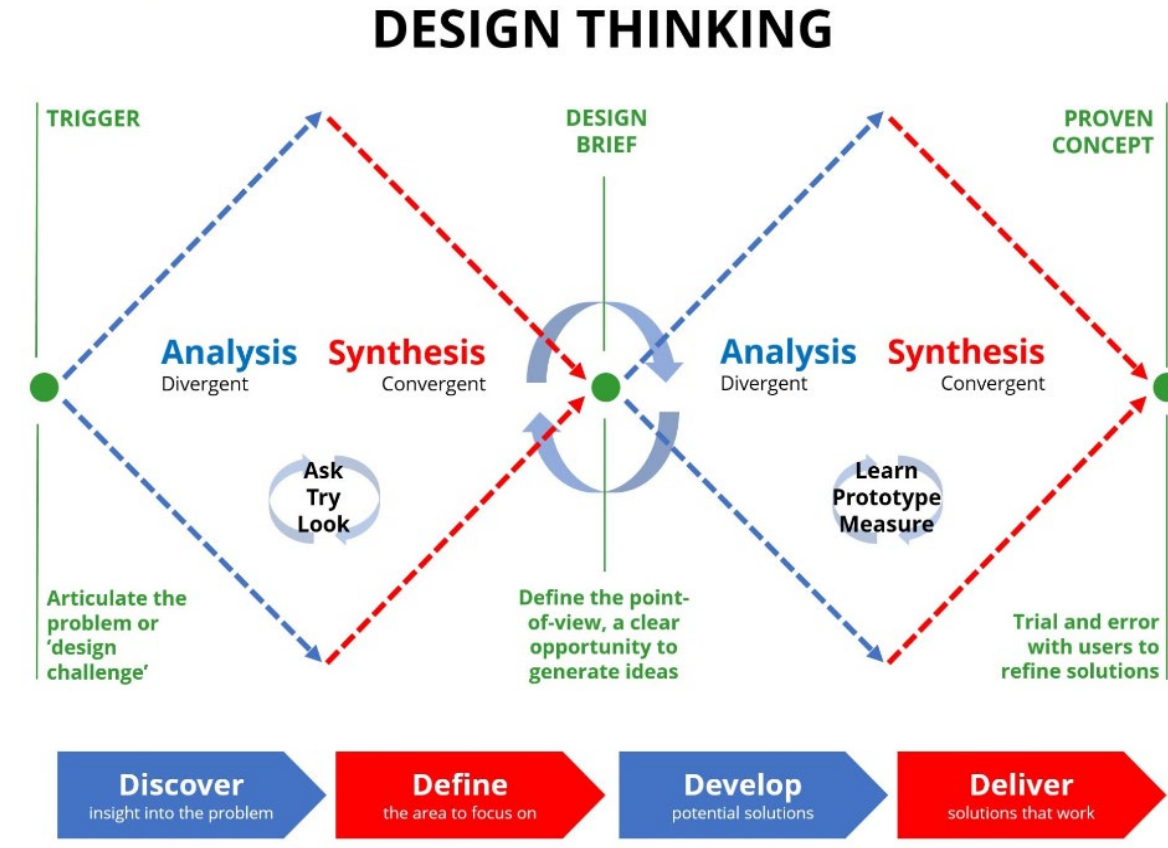 DESIGN THINKING
TRIGGER
DESIGN
BRIEF
PROVEN
CONCEPT
Analysis
Divergent
Synthesis
Convergent
Analysis
Divergent
Synthesis
Convergent
Ask
Try
Look
Learn
Prototype
Measure
Articulate the
problem or
‘design
challenge’
Define the point-
of-view, a clear
opportunity to
generate ideas
Trial and error
with users to
refine solutions
Discover
insight into the problem
Define
the area to focus on
Develop
potential solutions
Deliver
solutions that work